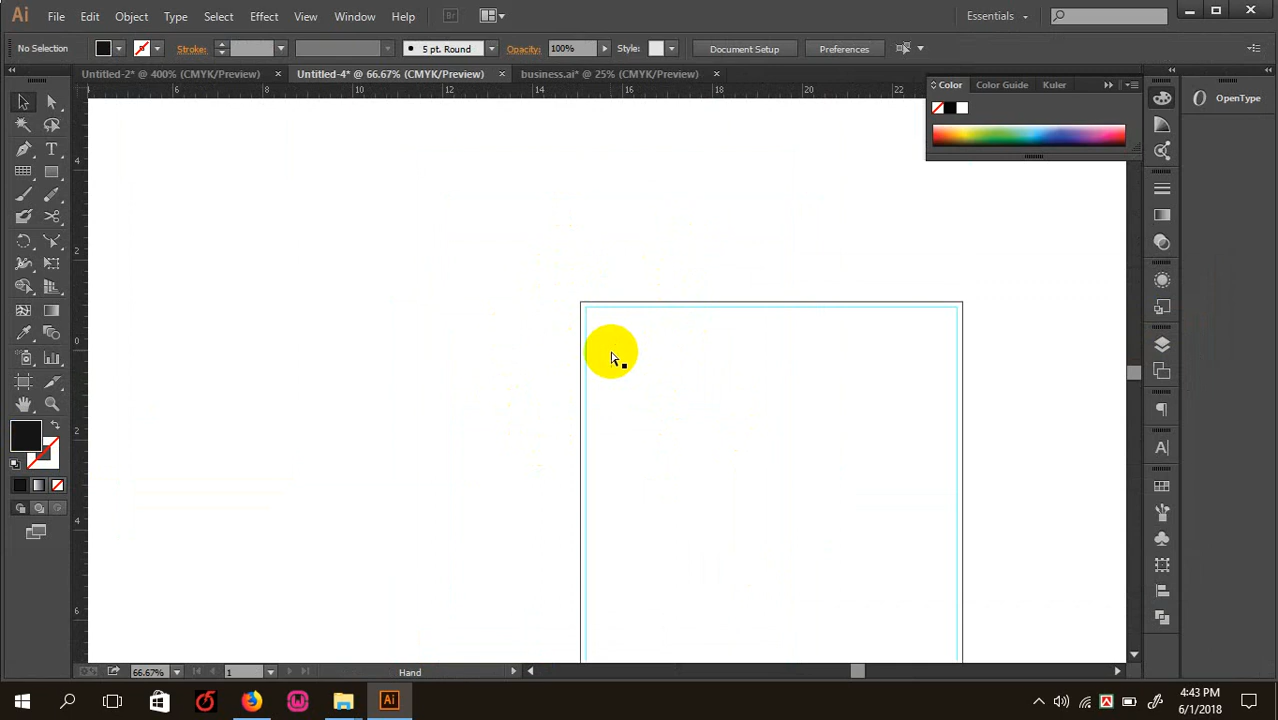 Ai File Edit Object Type Select Effect View Window Help Br Essentials
No Selection Stroke: 5 pt. Round Opacity: 100% Style: Document Setup Preferences
Untitled-2* @ 400% (CMYK/Preview) × Untitled-4* @ 66.67% (CMYK/Preview) × business.ai* @ 25% (CMYK/Preview) ×
6 10 12 14 16 18 20 22
Color Color Guide Kuler
OpenType
4
2
0
2
4
6
66.67% 1 Hand
Ai
4:43 PM
6/1/2018